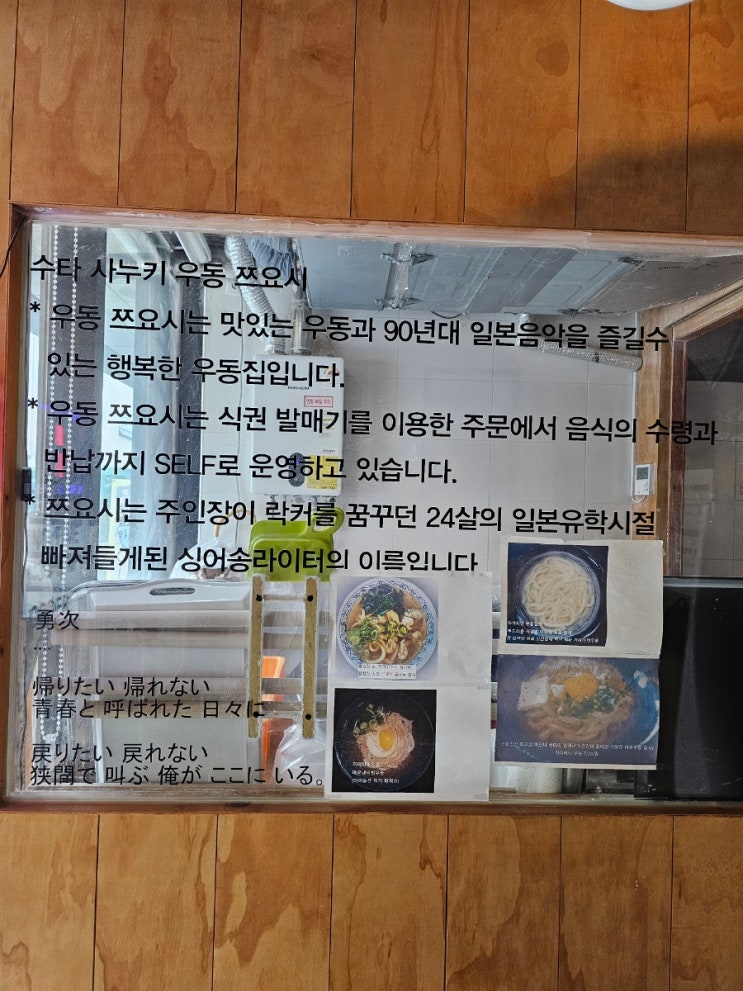 수타 사누키 우동 쯔요시
* 우동 쯔요시는 맛있는 우동과 90년대 일본음악을 즐길수
있는 행복한 우동집입니다.
* 우동 쯔요시는 식권 발매기를 이용한 주문에서 음식의 수령과
반납까지 SELF로 운영하고 있습니다.
* 쯔요시는 주인장이 락커를 꿈꾸던 24살의 일본유학시절
빠져들게된 싱어송라이터의 이름입니다
勇次
....
帰りたい 帰れない
青春と 呼ばれた 日々に
戻りたい 戻れない
狭間で 叫ぶ 俺が ここに いる。